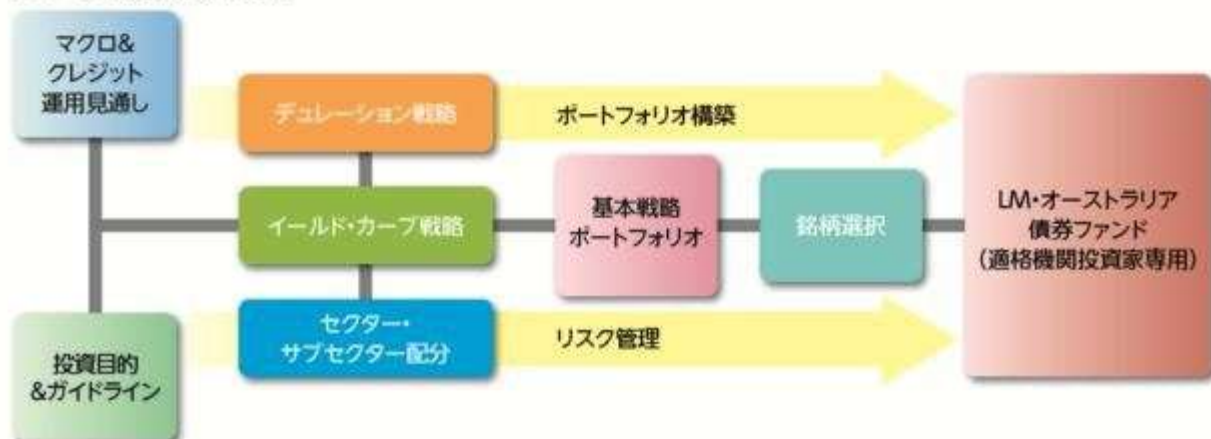 マクロ&
クレジット
運用見通し
デュレーション戦略
ポートフォリオ構築
イールド・カーブ戦略
基本戦略
ポートフォリオ
銘柄選択
LM・オーストラリア
債券ファンド
(適格機関投資家専用)
投資目的
&ガイドライン
セクター・
サブセクター配分
リスク管理